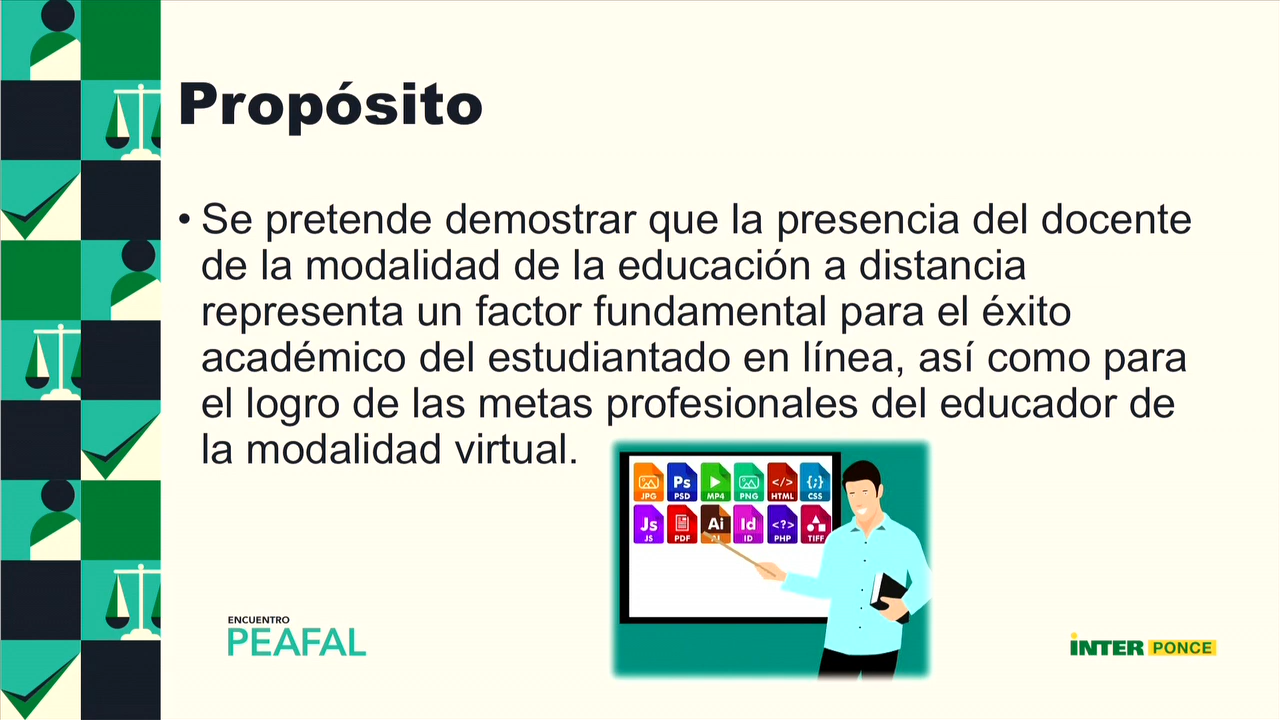 Propósito
• Se pretende demostrar que la presencia del docente
de la modalidad de la educación a distancia
representa un factor fundamental para el éxito
académico del estudiantado en línea, así como para
el logro de las metas profesionales del educador de
la modalidad virtual.
JPG PSD MP4 PNG HTML CSS
Ps </> {;}
Js Ai Id <?>
JS PDF ID PHP TIFF
ENCUENTRO
PEAFAL
INTER PONCE